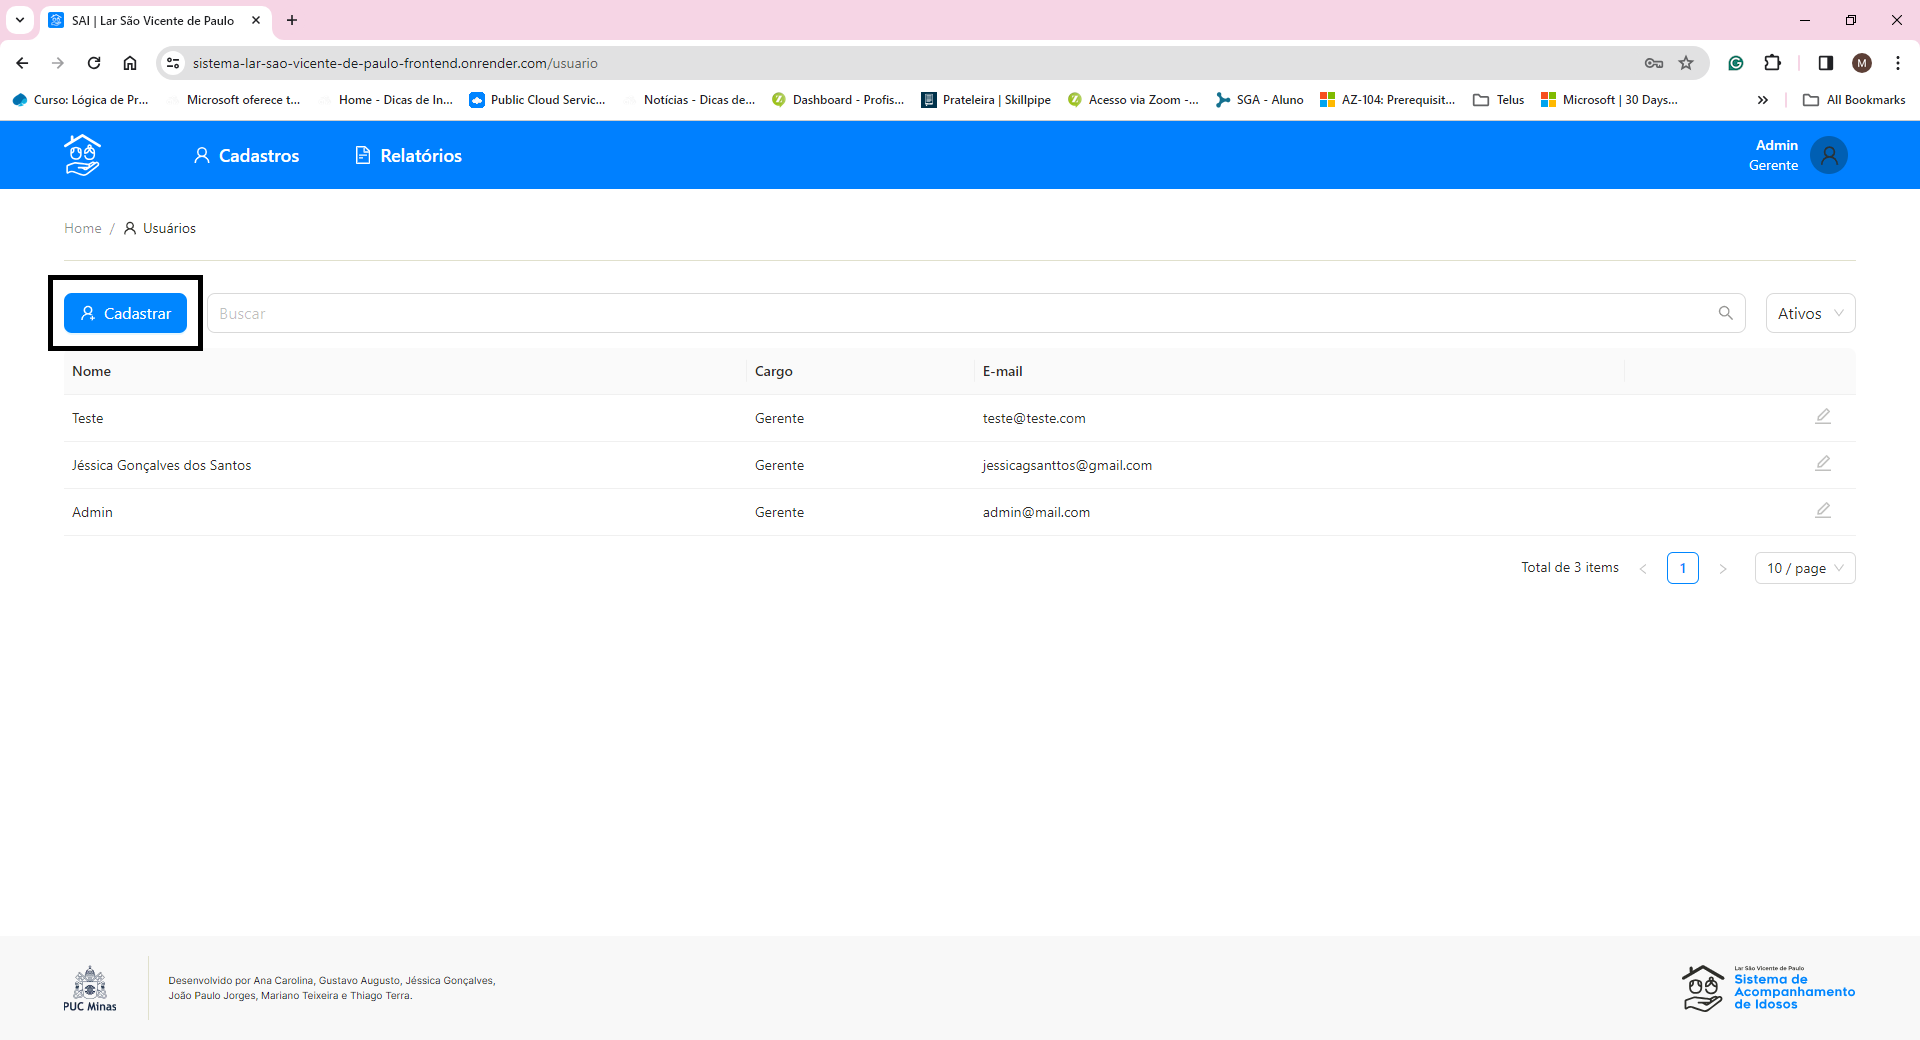 SAI | Lar São Vicente de Paulo
sistema-lar-sao-vicente-de-paulo-frontend.onrender.com/usuario
M
Curso: Lógica de Pr... Microsoft oferece t... Home - Dicas de In... Public Cloud Servic... Notícias - Dicas de... Dashboard - Profis... Prateleira | Skillpipe Acesso via Zoom -... SGA - Aluno AZ-104: Prerequisit... Telus Microsoft | 30 Days... All Bookmarks
Cadastros Relatórios
Admin
Gerente
Home / Usuários
Cadastrar Buscar Ativos
Nome Cargo E-mail
Teste Gerente teste@teste.com
Jéssica Gonçalves dos Santos Gerente jessicagsanttos@gmail.com
Admin Gerente admin@mail.com
Total de 3 items < 1 > 10 / page
PUC Minas
Desenvolvido por Ana Carolina, Gustavo Augusto, Jéssica Gonçalves,
João Paulo Jorges, Mariano Teixeira e Thiago Terra.
Lar São Vicente de Paulo
Sistema de
Acompanhamento
de Idosos